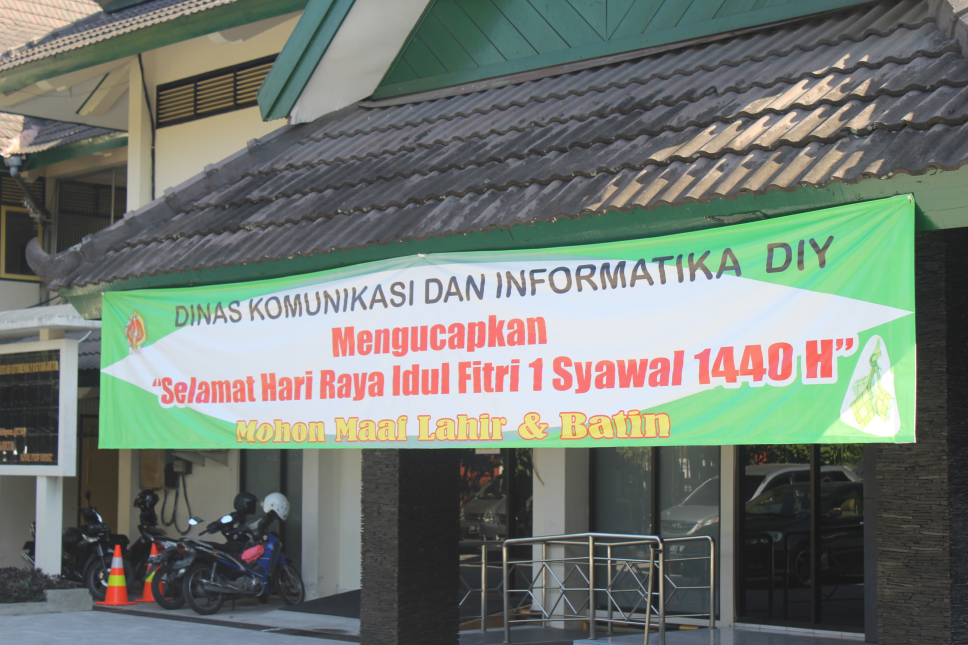 DINAS KOMUNIKASI DAN INFORMATIKA DIY
Mengucapkan
“Selamat Hari Raya Idul Fitri 1 Syawal 1440 H”
Mohon Maaf Lahir & Batin